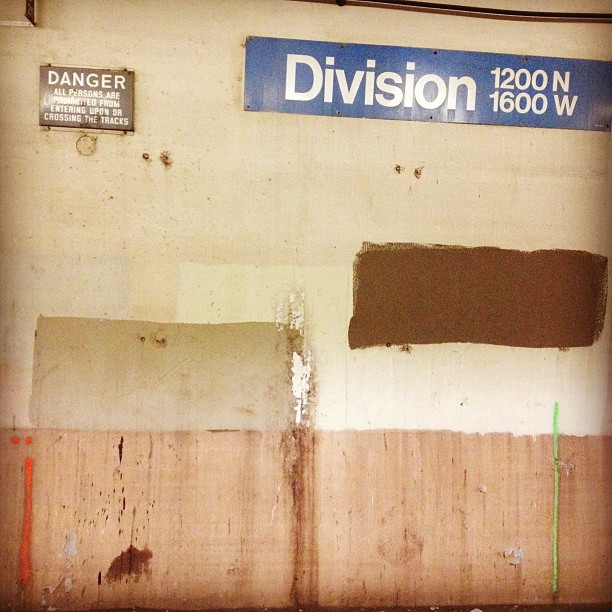 DANGER
ALL PERSONS ARE
PROHIBITED FROM
ENTERING UPON OR
CROSSING THE TRACKS
Division 1200 N
1600 W